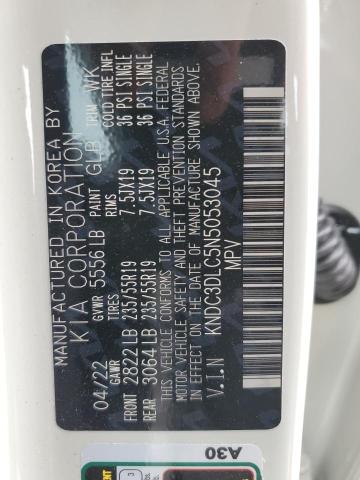 MANUFACTURED IN KOREA BY
KIA CORPORATION
04/22 GVWR 5556LB PAINT GLB TRIM WK
GAWR TIRES RIMS COLD TIRE INFL
FRONT 2822LB 235/55R19 7.5JX19 36 PSI SINGLE
REAR 3064LB 235/55R19 7.5JX19 36 PSI SINGLE
THIS VEHICLE CONFORMS TO ALL APPLICABLE U.S.A. FEDERAL
MOTOR VEHICLE SAFETY AND THEFT PREVENTION STANDARDS
IN EFFECT ON THE DATE OF MANUFACTURE SHOWN ABOVE.
V.I.N KNDC3DLC5N5053045
MPV
A30